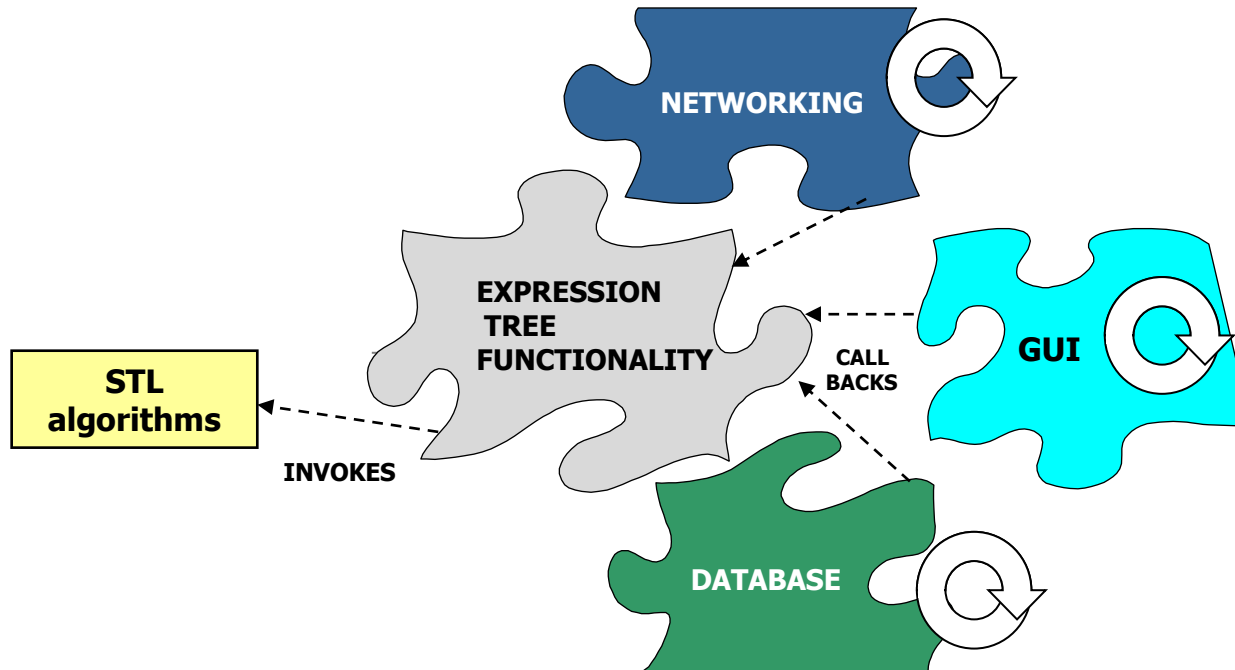 NETWORKING
EXPRESSION
TREE
FUNCTIONALITY
GUI
CALL
BACKS
STL
algorithms
INVOKES
DATABASE